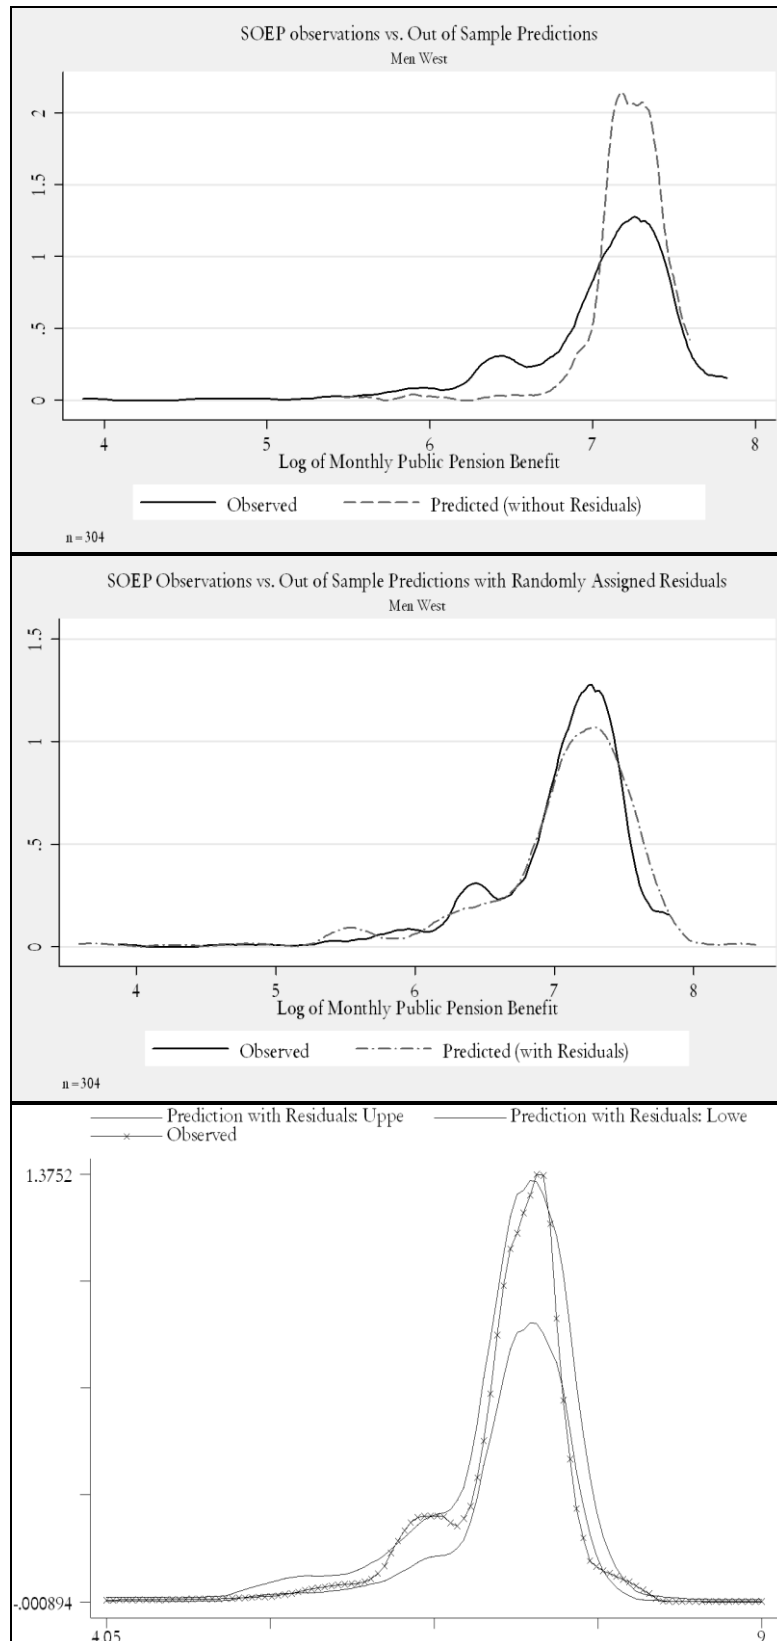 SOEP observations vs. Out of Sample Predictions
Men West
2
1.5
1
.5
0
4 5 6 7 8
Log of Monthly Public Pension Benefit
Observed Predicted (without Residuals)
n = 304
SOEP Observations vs. Out of Sample Predictions with Randomly Assigned Residuals
Men West
1.5
1
.5
0
4 5 6 7 8
Log of Monthly Public Pension Benefit
Observed Predicted (with Residuals)
n = 304
Prediction with Residuals: Uppe Prediction with Residuals: Lowe
Observed
1.3752
-.000894
4.05 9